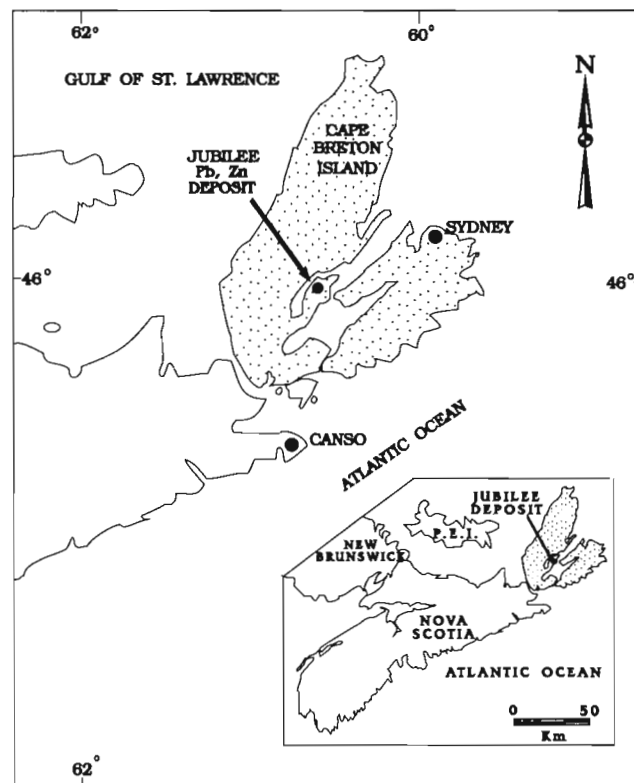 62°
60°
GULF OF ST. LAWRENCE
N
CAPE
BRETON
ISLAND
JUBILEE
Pb, Zn
DEPOSIT
SYDNEY
46°
46°
CANSO
ATLANTIC OCEAN
JUBILEE
DEPOSIT
P.E.I.
NEW
BRUNSWICK
NOVA
SCOTIA
ATLANTIC OCEAN
0 50
Km
62°